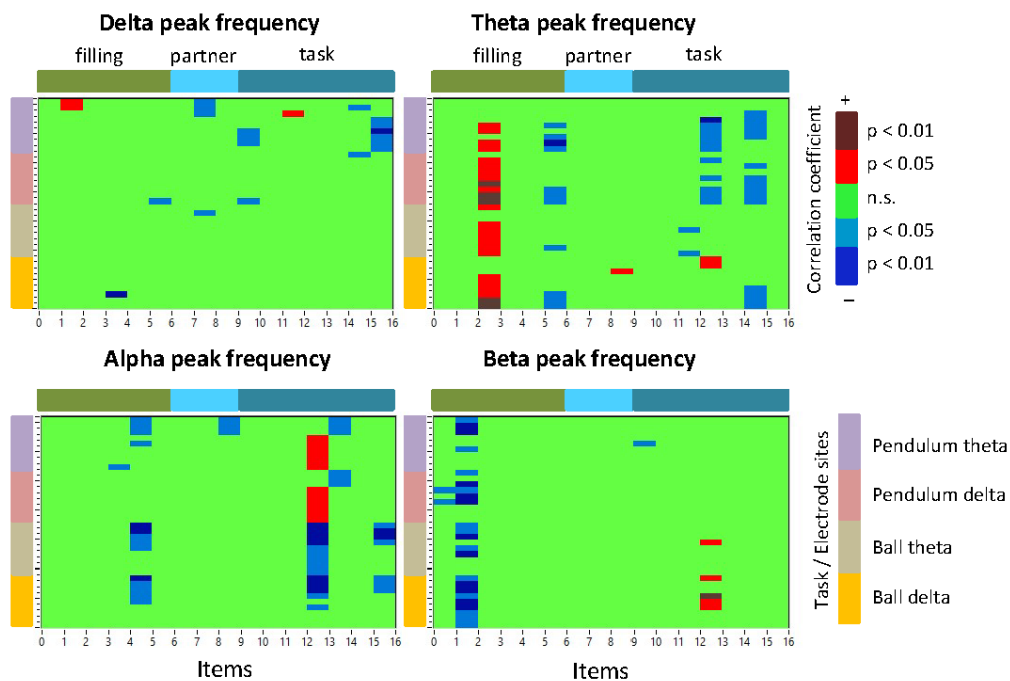 Delta peak frequency
Theta peak frequency
filling partner task
filling partner task
0 1 2 3 4 5 6 7 8 9 10 11 12 13 14 15 16
0 1 2 3 4 5 6 7 8 9 10 11 12 13 14 15 16
Correlation coefficient
+
p < 0.01
p < 0.05
n.s.
p < 0.05
p < 0.01
–
Alpha peak frequency
Beta peak frequency
0 1 2 3 4 5 6 7 8 9 10 11 12 13 14 15 16
0 1 2 3 4 5 6 7 8 9 10 11 12 13 14 15 16
Items
Items
Task / Electrode sites
Pendulum theta
Pendulum delta
Ball theta
Ball delta